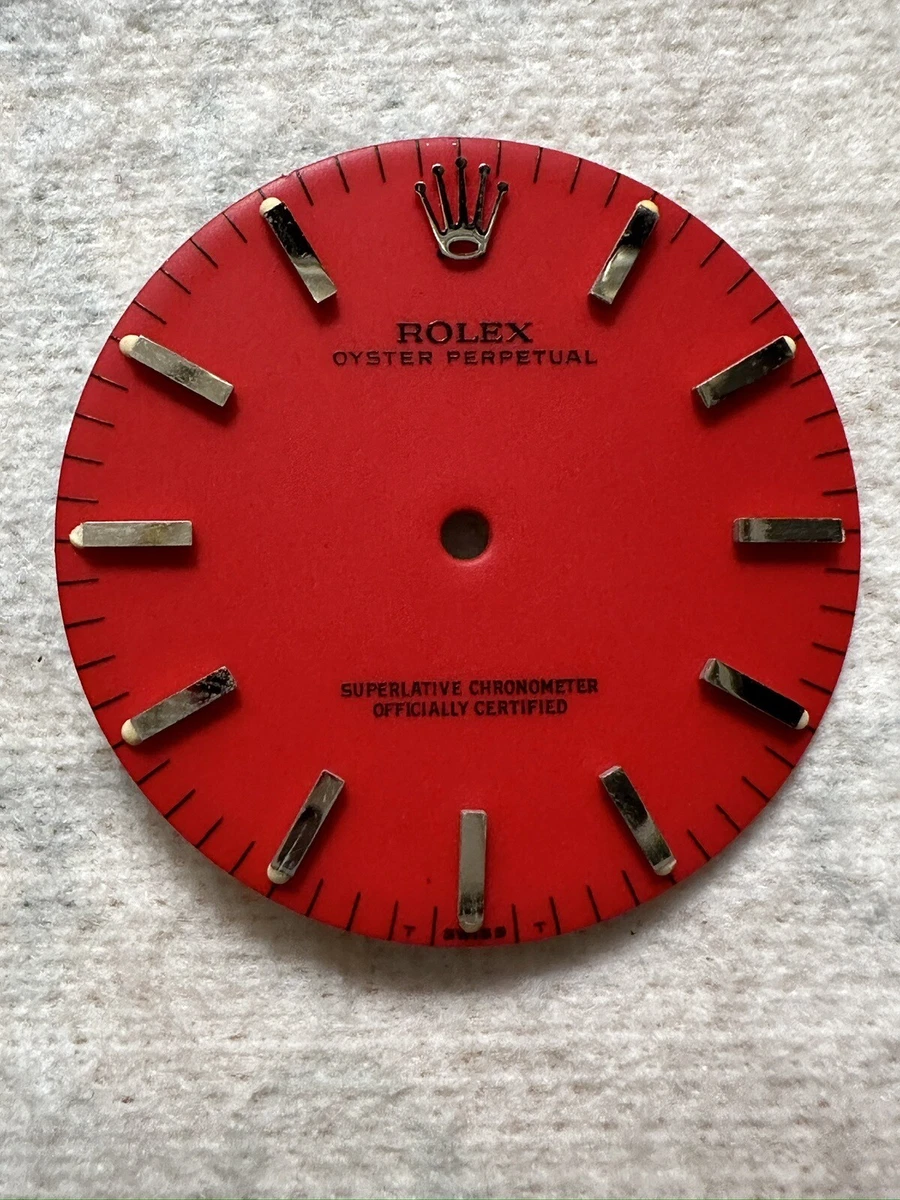 ROLEX
OYSTER PERPETUAL
SUPERLATIVE CHRONOMETER
OFFICIALLY CERTIFIED
T SWISS T